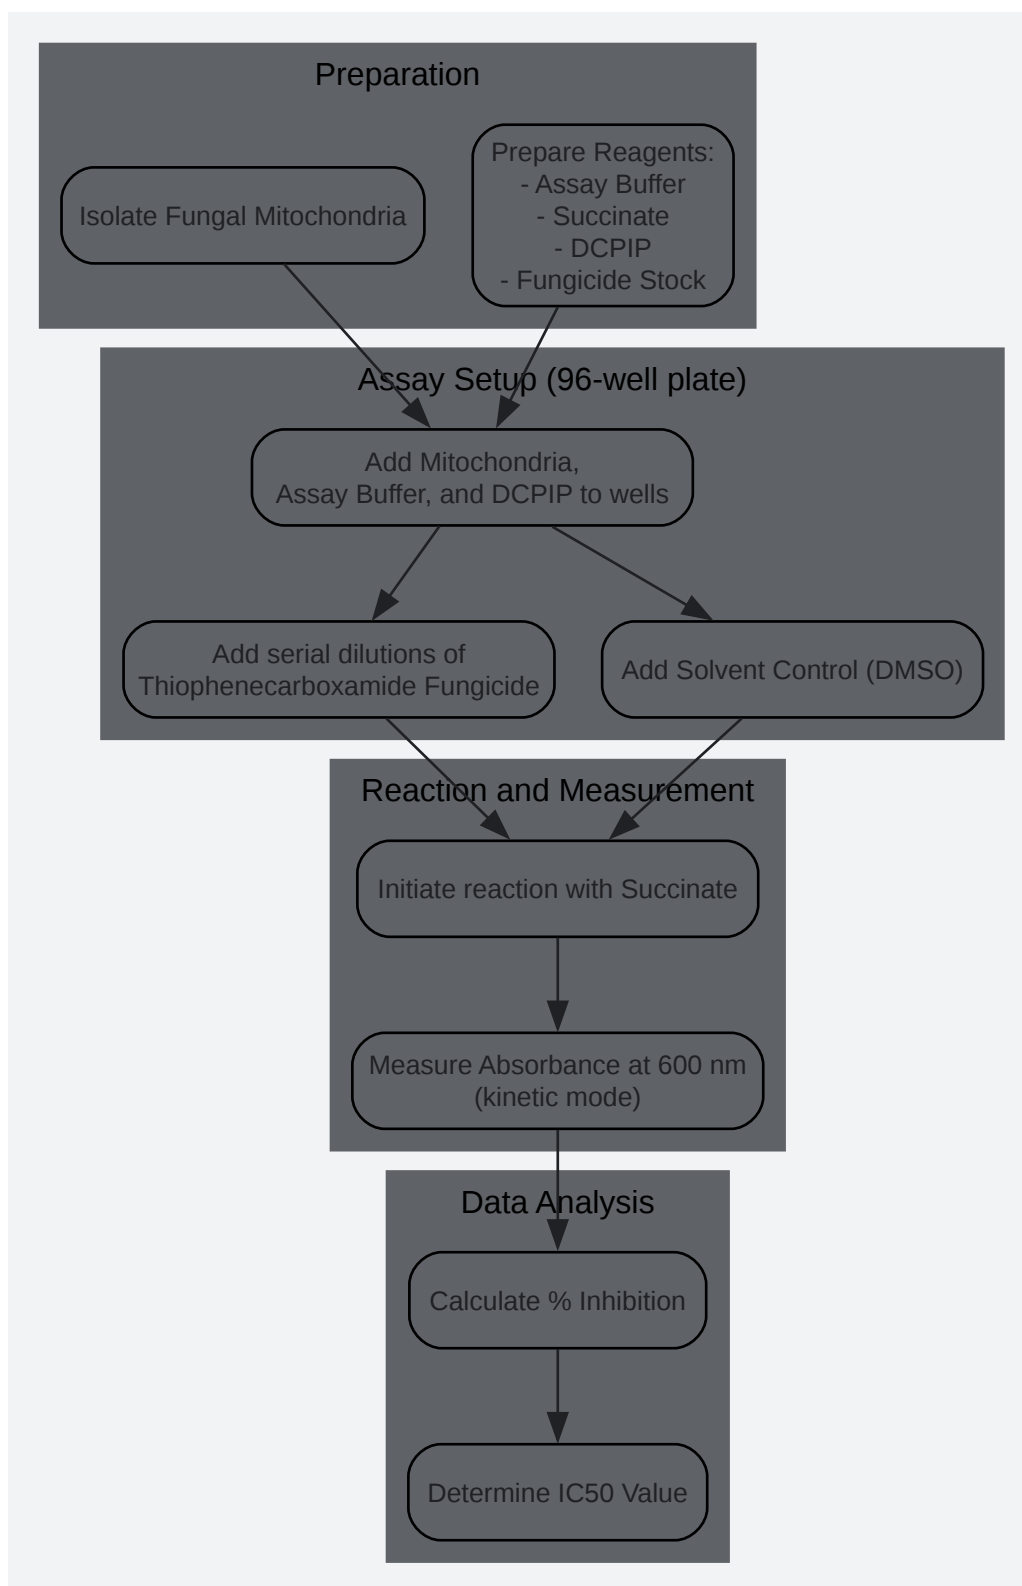 Preparation
Isolate Fungal Mitochondria
Prepare Reagents:
- Assay Buffer
- Succinate
- DCPIP
- Fungicide Stock
Assay Setup (96-well plate)
Add Mitochondria,
Assay Buffer, and DCPIP to wells
Add serial dilutions of
Thiophenecarboxamide Fungicide
Add Solvent Control (DMSO)
Reaction and Measurement
Initiate reaction with Succinate
Measure Absorbance at 600 nm
(kinetic mode)
Data Analysis
Calculate % Inhibition
Determine IC50 Value